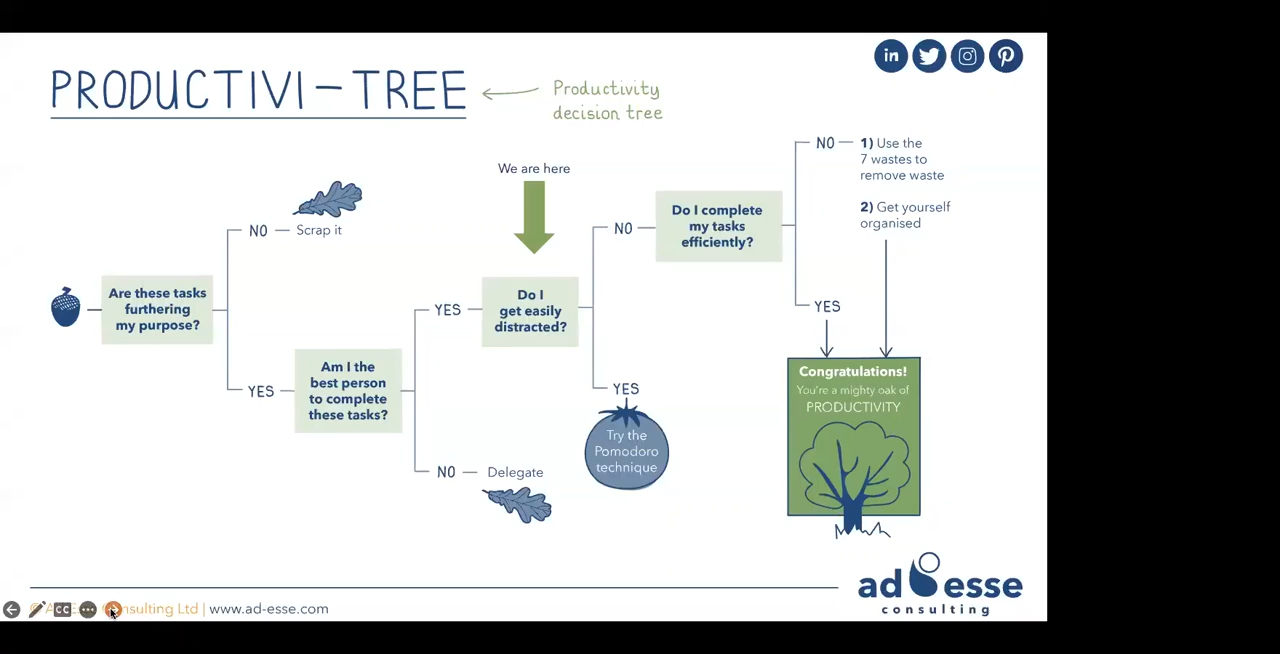 in
PRODUCTIVI-TREE
Productivity
decision tree
We are here
NO
Scrap it
Are these tasks
furthering
my purpose?
YES
Am I the
best person
to complete
these tasks?
YES
NO
Delegate
Do I
get easily
distracted?
NO
YES
Try the
Pomodoro
technique
Do I complete
my tasks
efficiently?
NO
1) Use the
7 wastes to
remove waste
2) Get yourself
organised
YES
Congratulations!
You're a mighty oak of
PRODUCTIVITY
CC
nsulting Ltd | www.ad-esse.com
ad esse
consulting